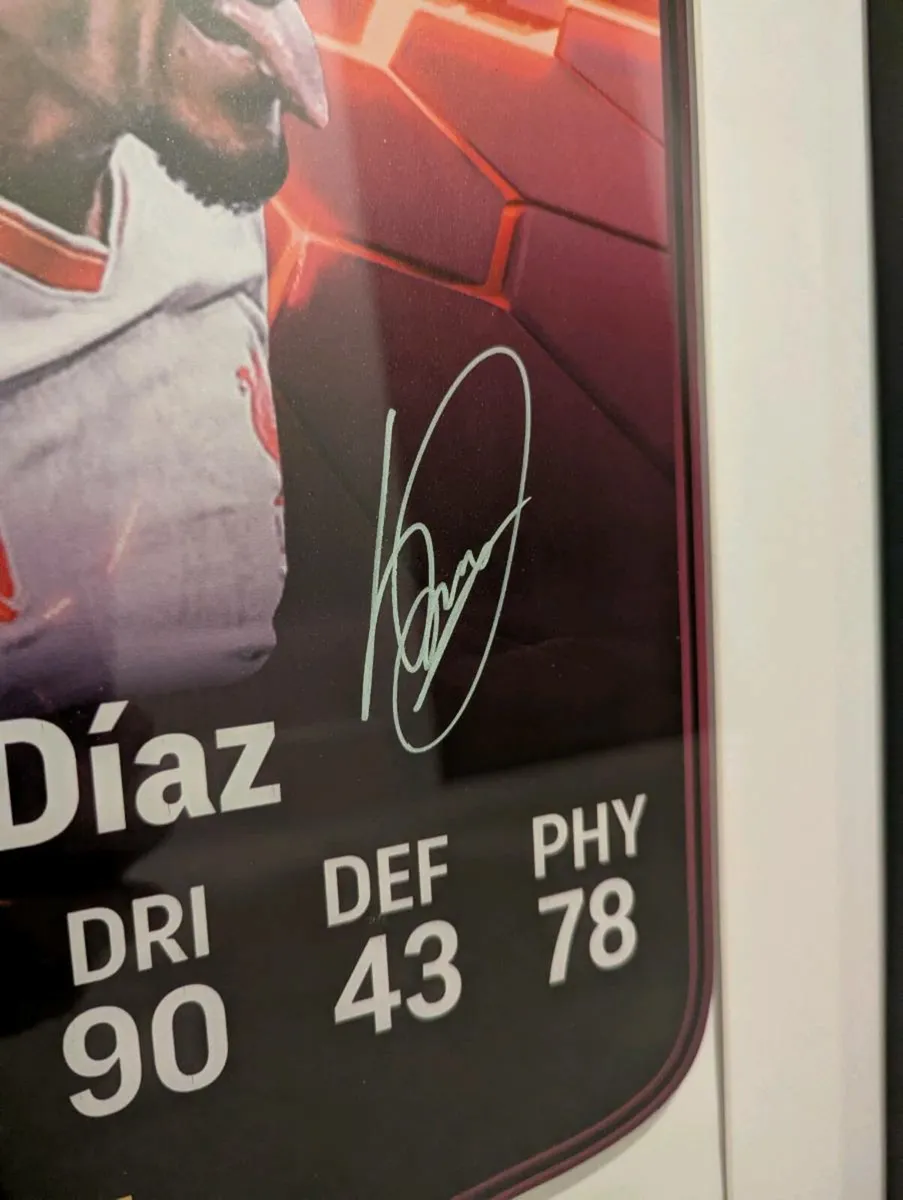 Díaz
DRI DEF PHY
90 43 78